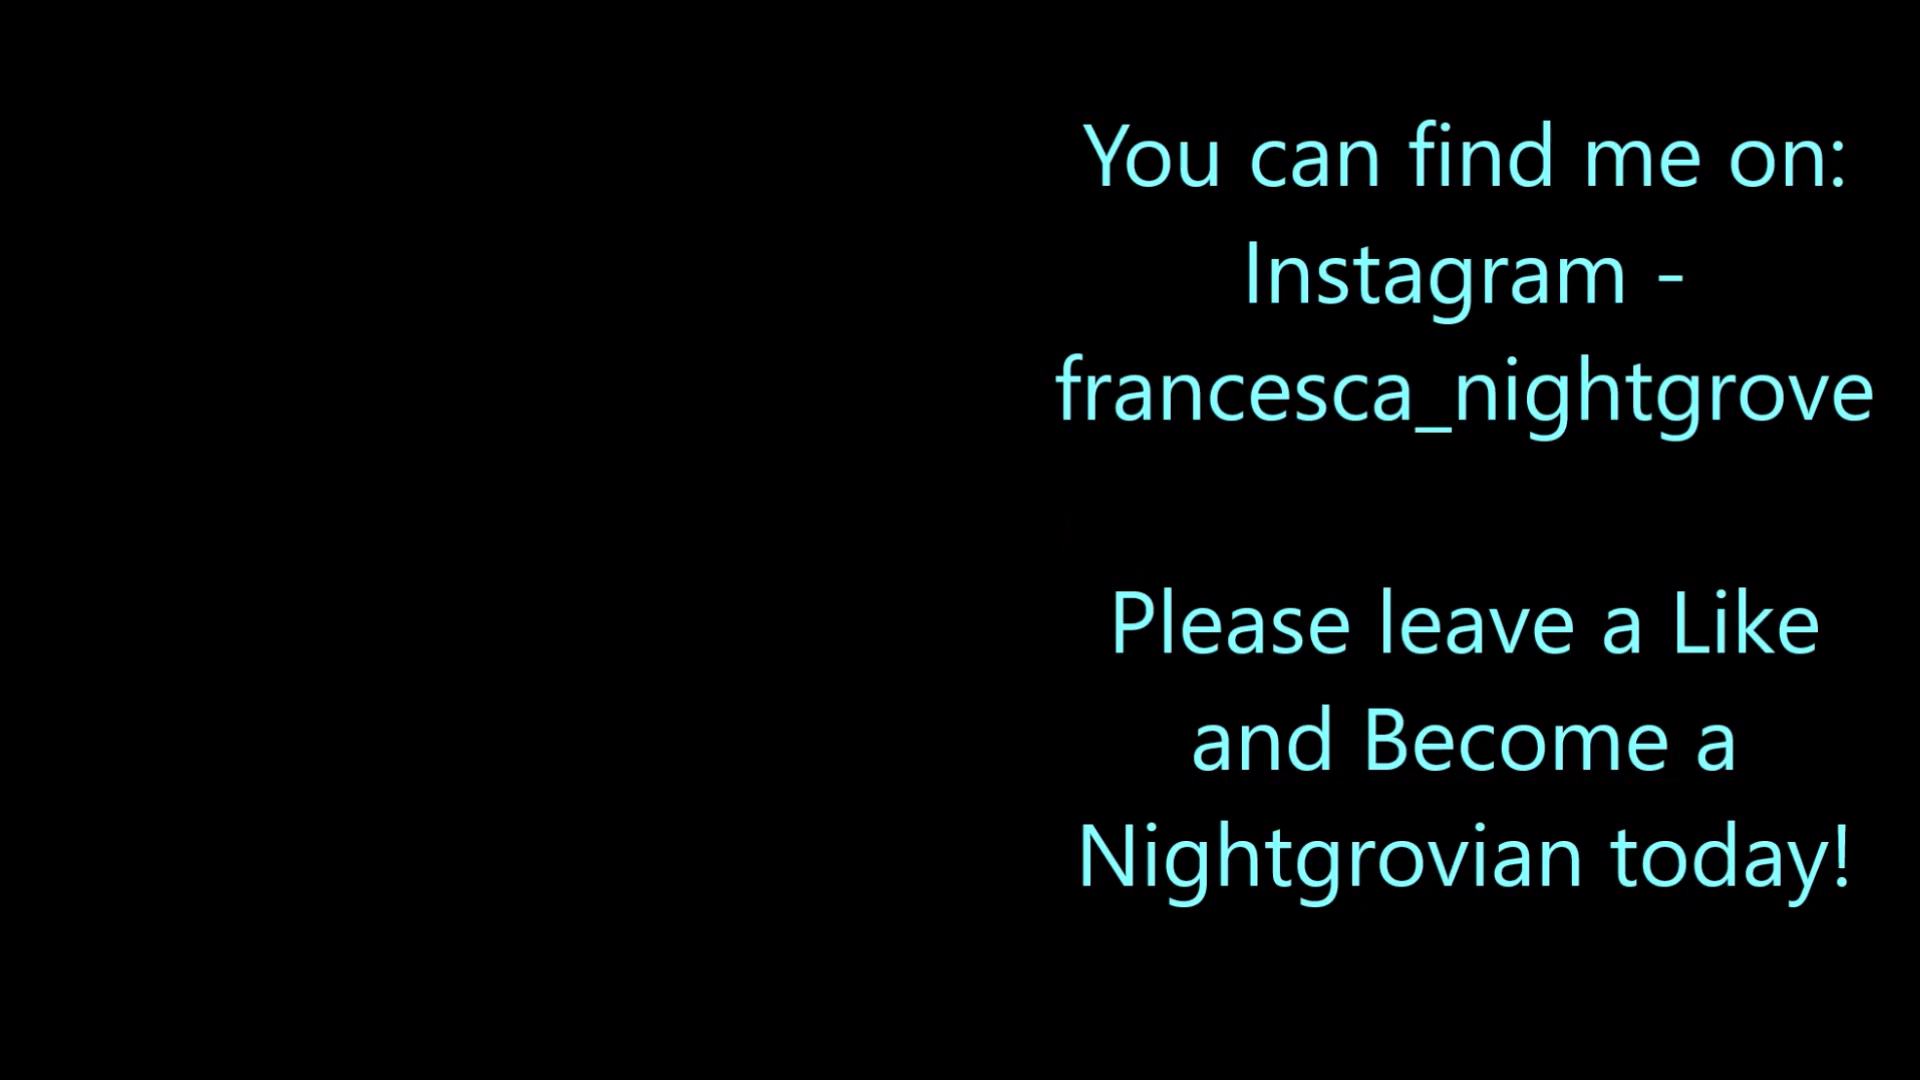 You can find me on:
Instagram -
francesca_nightgrove
Please leave a Like
and Become a
Nightgrovian today!